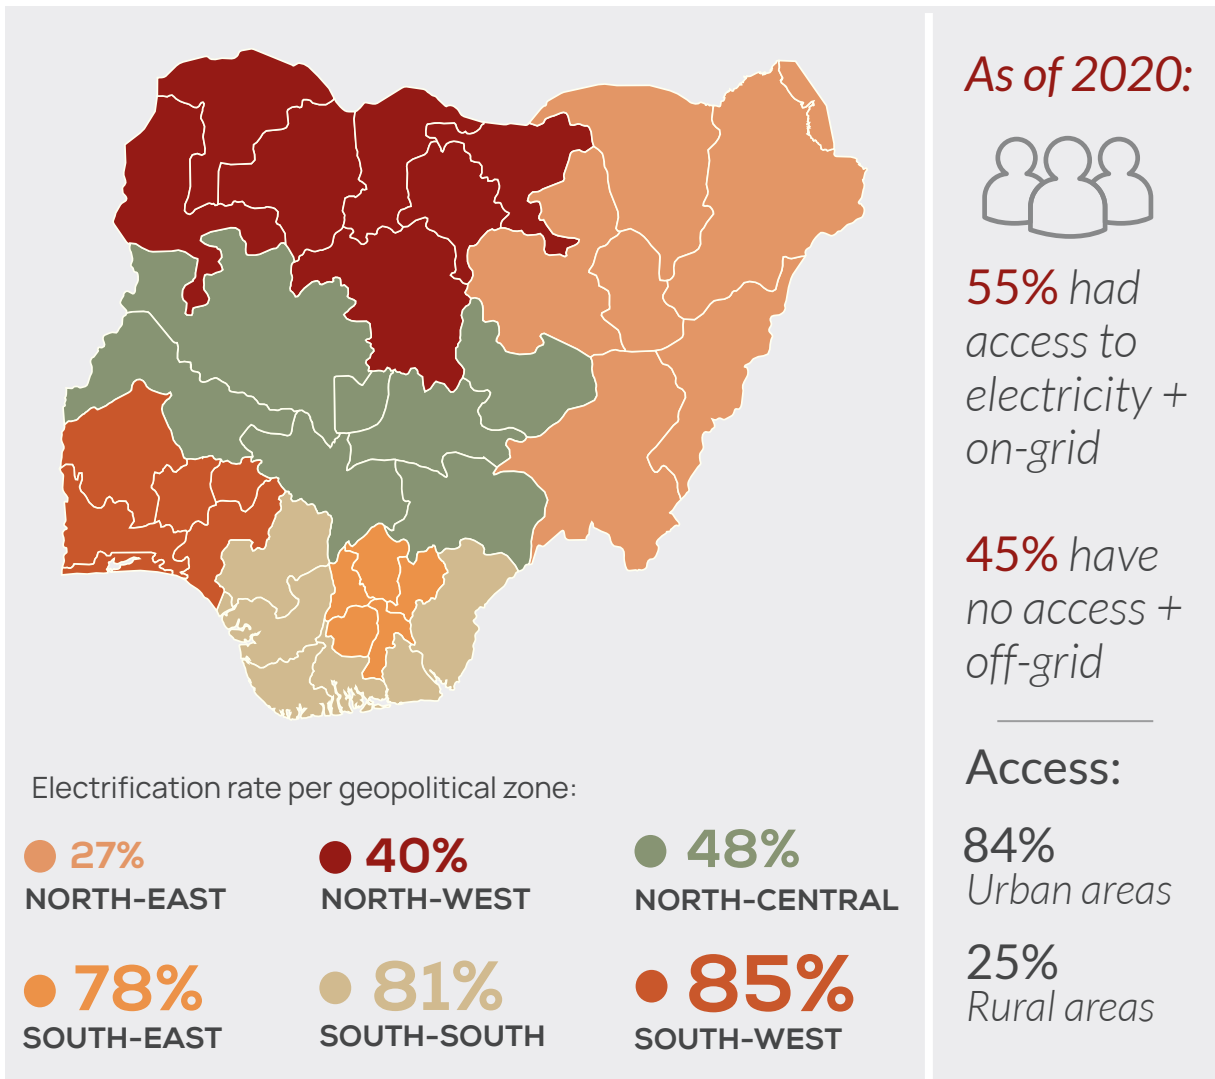 As of 2020:
55% had
access to
electricity +
on-grid
45% have
no access +
off-grid
Access:
84%
Urban areas
25%
Rural areas
Electrification rate per geopolitical zone:
27%
NORTH-EAST
40%
NORTH-WEST
48%
NORTH-CENTRAL
78%
SOUTH-EAST
81%
SOUTH-SOUTH
85%
SOUTH-WEST